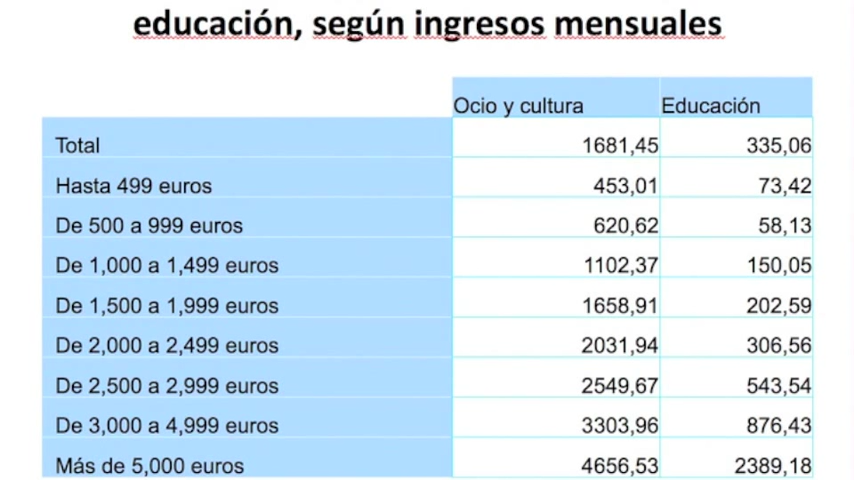 educación, según ingresos mensuales
Ocio y cultura Educación
Total 1681,45 335,06
Hasta 499 euros 453,01 73,42
De 500 a 999 euros 620,62 58,13
De 1,000 a 1,499 euros 1102,37 150,05
De 1,500 a 1,999 euros 1658,91 202,59
De 2,000 a 2,499 euros 2031,94 306,56
De 2,500 a 2,999 euros 2549,67 543,54
De 3,000 a 4,999 euros 3303,96 876,43
Más de 5,000 euros 4656,53 2389,18